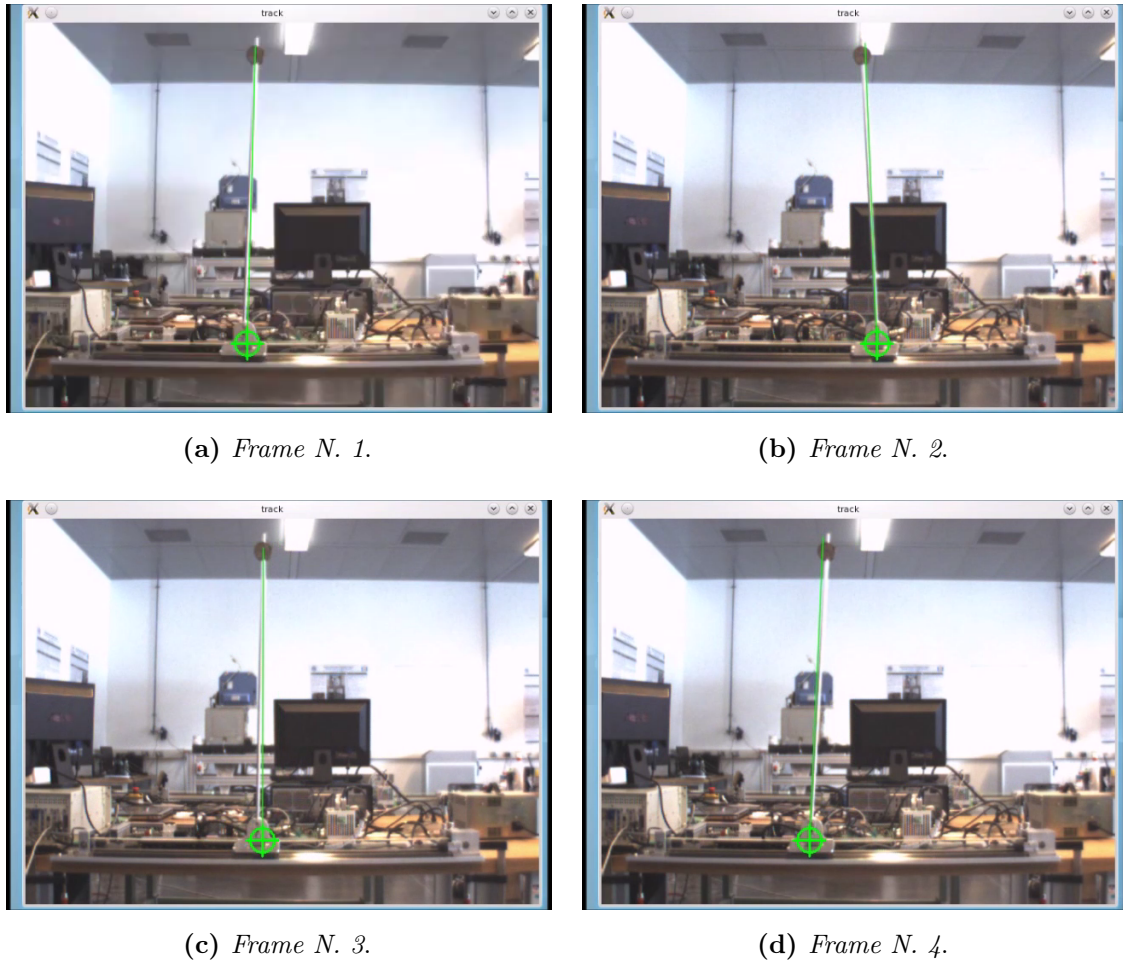 track
track
(a) Frame N. 1.
(b) Frame N. 2.
track
track
(c) Frame N. 3.
(d) Frame N. 4.